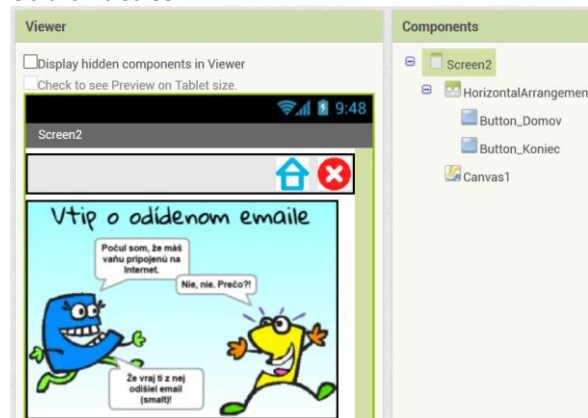 Viewer
Display hidden components in Viewer
Check to see Preview on Tablet size.
9:48
Screen2
Vtip o odídenom emaile
Počul som, že máš
vaňu pripojenú na
Internet.
Nie, nie. Prečo?!
Že vraj ti z nej
odišiel email
(smalt)!
Components
Screen2
HorizontalArrangemen
Button_Domov
Button_Koniec
Canvas1